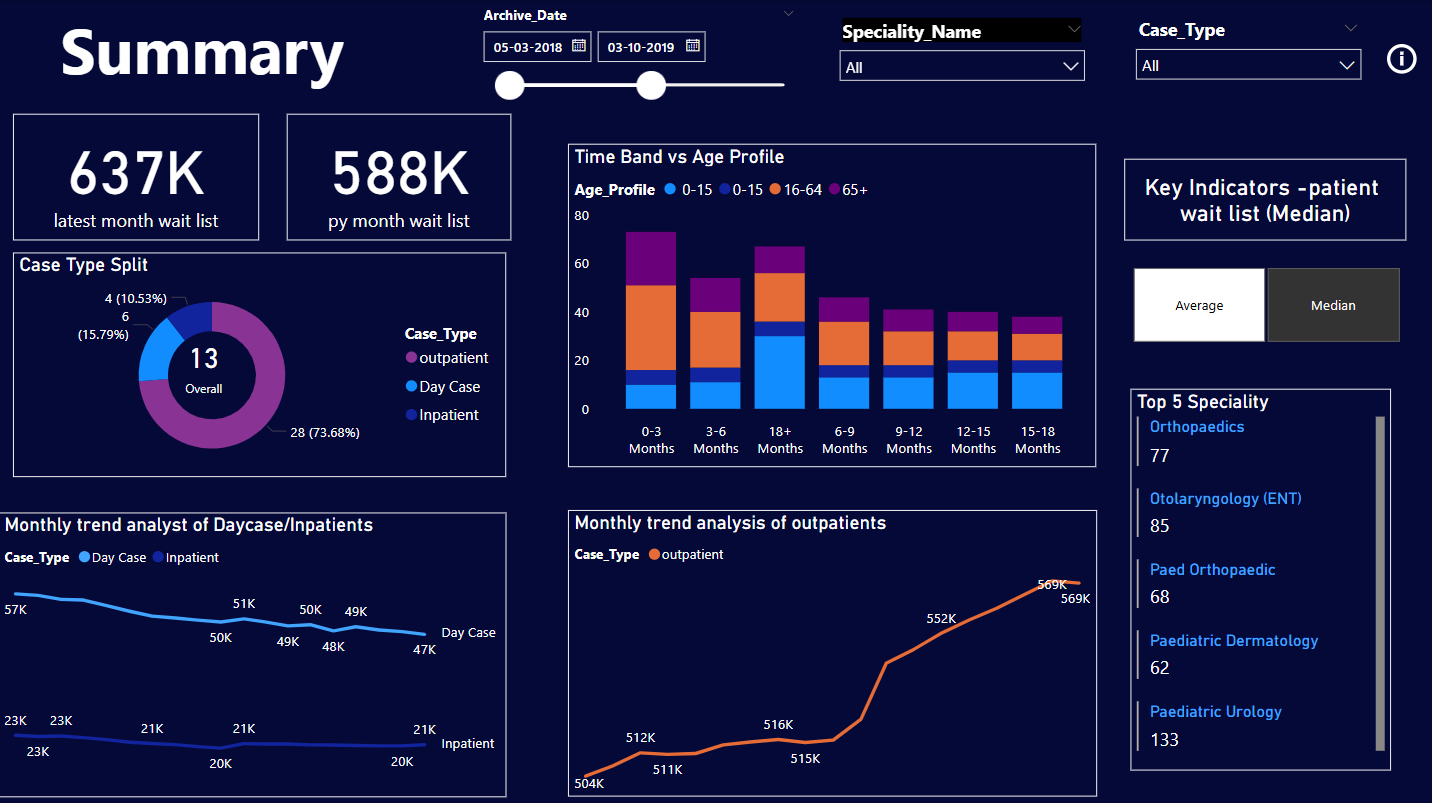 Summary
Archive_Date
05-03-2018
03-10-2019
Speciality_Name
All
Case_Type
All
637K
latest month wait list
588K
py month wait list
Case Type Split
4 (10.53%)
6
(15.79%)
13
Overall
28 (73.68%)
Case_Type
outpatient
Day Case
Inpatient
Time Band vs Age Profile
Age_Profile 0-15 0-15 16-64 65+
80
60
40
20
0
0-3 3-6 18+ 6-9 9-12 12-15 15-18
Months Months Months Months Months Months Months
Key Indicators -patient
wait list (Median)
Average
Median
Top 5 Speciality
Orthopaedics
77
Otolaryngology (ENT)
85
Paed Orthopaedic
68
Paediatric Dermatology
62
Paediatric Urology
133
Monthly trend analyst of Daycase/Inpatients
Case_Type Day Case Inpatient
57K
50K
51K
49K
50K
48K
49K
47K
Day Case
23K
23K
23K
21K
20K
21K
20K
21K
Inpatient
Monthly trend analysis of outpatients
Case_Type outpatient
504K
512K
511K
516K
515K
552K
569K
569K